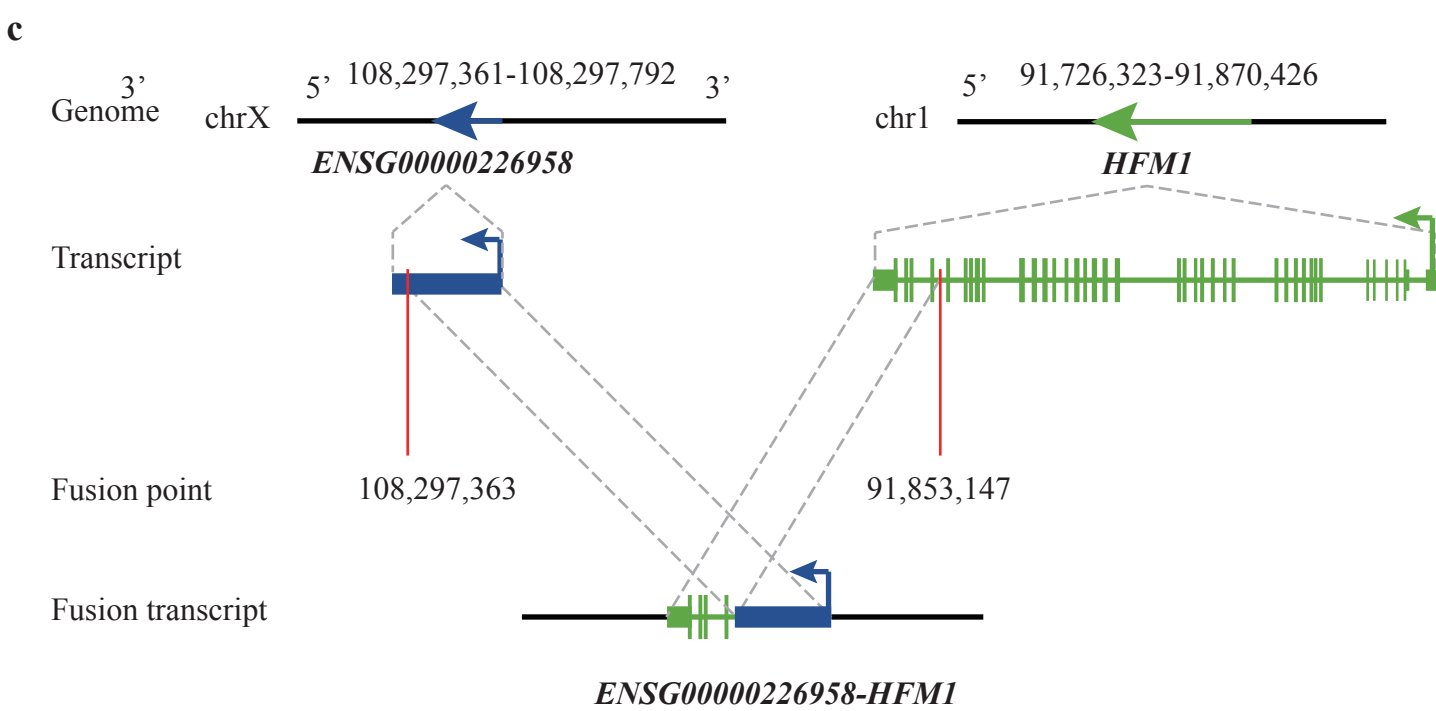 c
Genome 3’ chrX 5’ 108,297,361-108,297,792 3’ chr1 5’ 91,726,323-91,870,426
ENSG00000226958 HFM1
Transcript
Fusion point 108,297,363 91,853,147
Fusion transcript
ENSG00000226958-HFM1